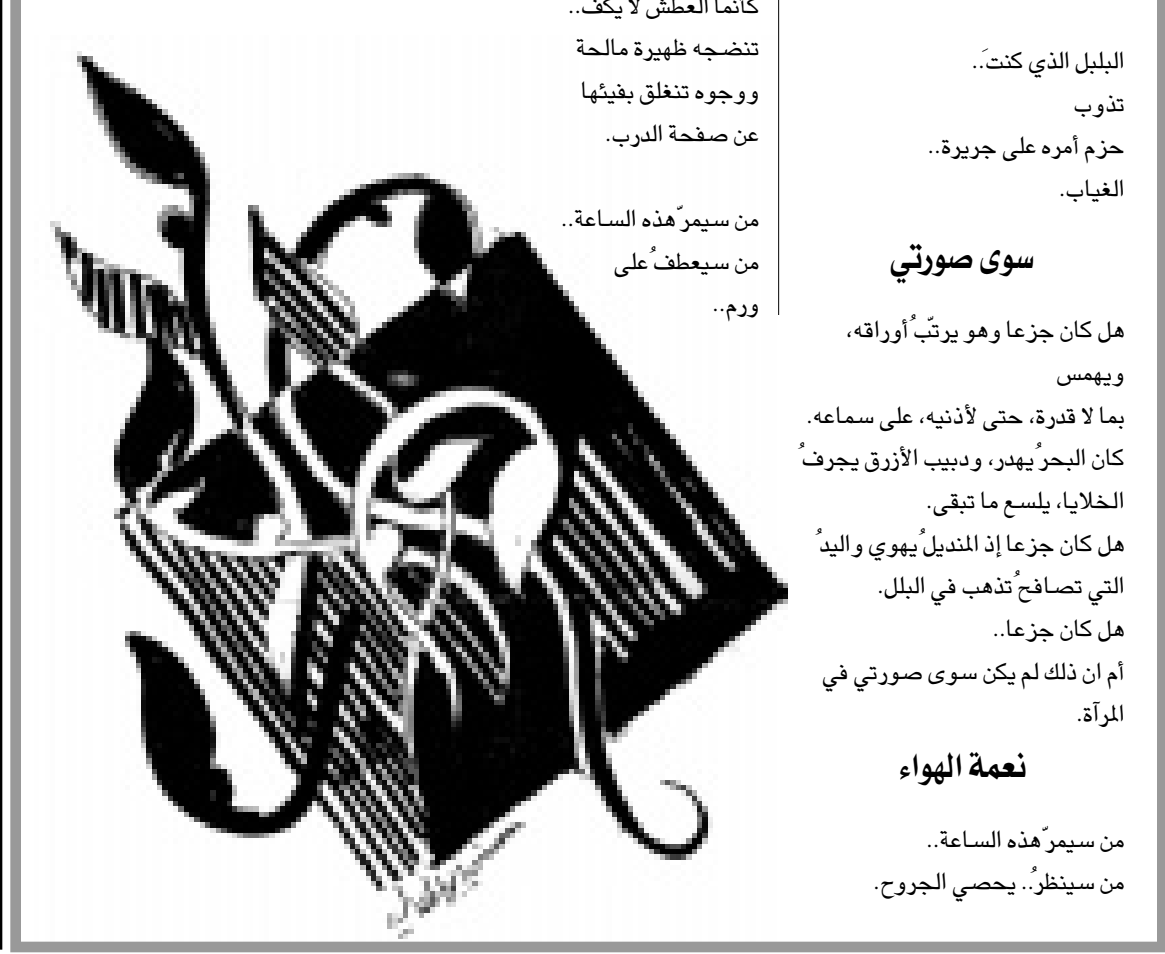 البلبل الذي كنتَ..
تذوب
حزم أمره على جريرة..
الغياب.
سوى صورتي
هل كان جزعا وهو يرتّبُ أوراقه،
ويهمس
بما لا قدرة، حتى لأذنيه، على سماعه.
كان البحرُ يهدر، ودبيب الأزرق يجرفُ
الخلايا، يلسع ما تبقى.
هل كان جزعا إذ المنديلُ يهوي واليدُ
التي تصافحُ تذهب في البلل.
هل كان جزعا..
أم ان ذلك لم يكن سوى صورتي في
المرآة.
نعمة الهواء
من سيمرّ هذه الساعة..
من سينظرُ.. يحصي الجروح.
كأنما العطش لا يكف..
تنضجه ظهيرة مالحة
ووجوه تنغلق بفيئها
عن صفحة الدرب.
من سيمرّ هذه الساعة..
من سيعطفُ على
ورم..